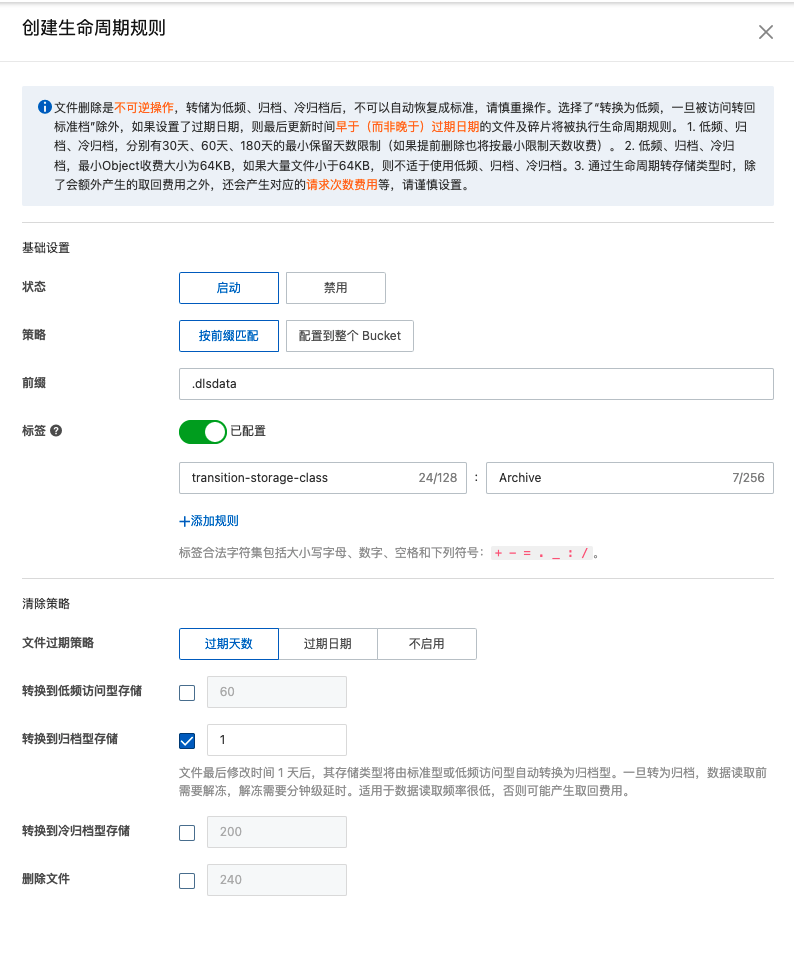 创建生命周期规则
文件删除是不可逆操作，转储为低频、归档、冷归档后，不可以自动恢复成标准，请慎重操作。选择了“转换为低频，一旦被访问转回
标准档”除外，如果设置了过期日期，则最后更新时间早于（而非晚于）过期日期的文件及碎片将被执行生命周期规则。 1. 低频、归
档、冷归档，分别有30天、60天、180天的最小保留天数限制（如果提前删除也将按最小限制天数收费）。 2. 低频、归档、冷归
档，最小Object收费大小为64KB，如果大量文件小于64KB，则不适于使用低频、归档、冷归档。3. 通过生命周期转存储类型时，除
了会额外产生的取回费用之外，还会产生对应的请求次数费用等，请谨慎设置。
基础设置
状态 启动 禁用
策略 按前缀匹配 配置到整个 Bucket
前缀 .dlsdata
标签 已配置
transition-storage-class 24/128 : Archive 7/256
+添加规则
标签合法字符集包括大小写字母、数字、空格和下列符号： + - = . _ : / 。
清除策略
文件过期策略 过期天数 过期日期 不启用
转换到低频访问型存储 60
转换到归档型存储 1
文件最后修改时间 1 天后，其存储类型将由标准型或低频访问型自动转换为归档型。一旦转为归档，数据读取前
需要解冻，解冻需要分钟级延时。适用于数据读取频率很低，否则可能产生取回费用。
转换到冷归档型存储 200
删除文件 240